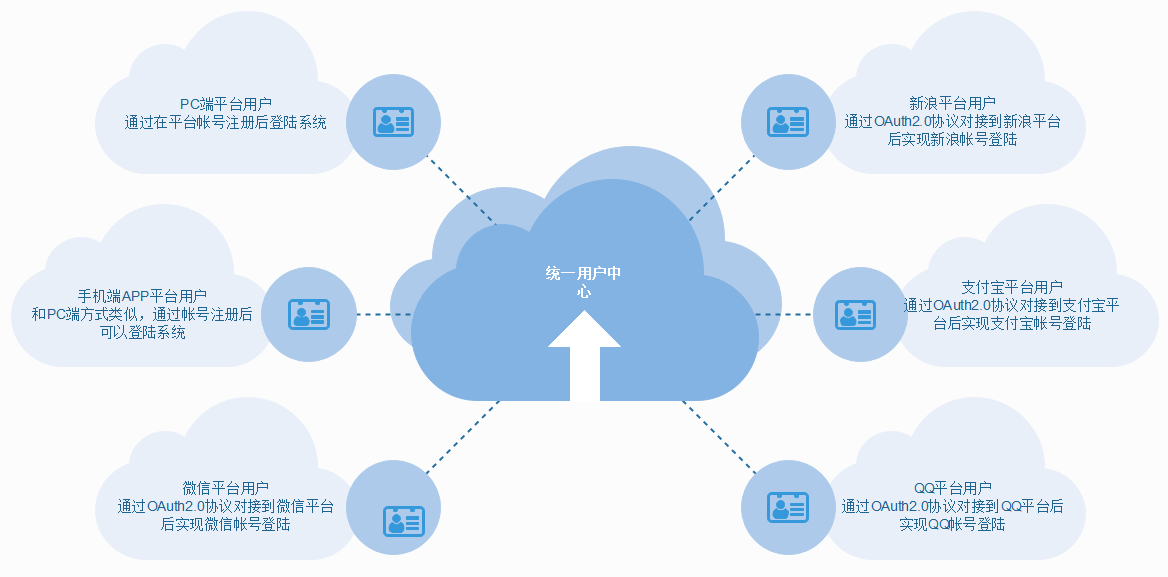 PC端平台用户
通过在平台帐号注册后登陆系统
新浪平台用户
通过OAuth2.0协议对接到新浪平台
后实现新浪帐号登陆
统一用户中
心
手机端APP平台用户
和PC端方式类似，通过帐号注册后
可以登陆系统
支付宝平台用户
通过OAuth2.0协议对接到支付宝平
台后实现支付宝帐号登陆
微信平台用户
通过OAuth2.0协议对接到微信平台
后实现微信帐号登陆
QQ平台用户
通过OAuth2.0协议对接到QQ平台后
实现QQ帐号登陆